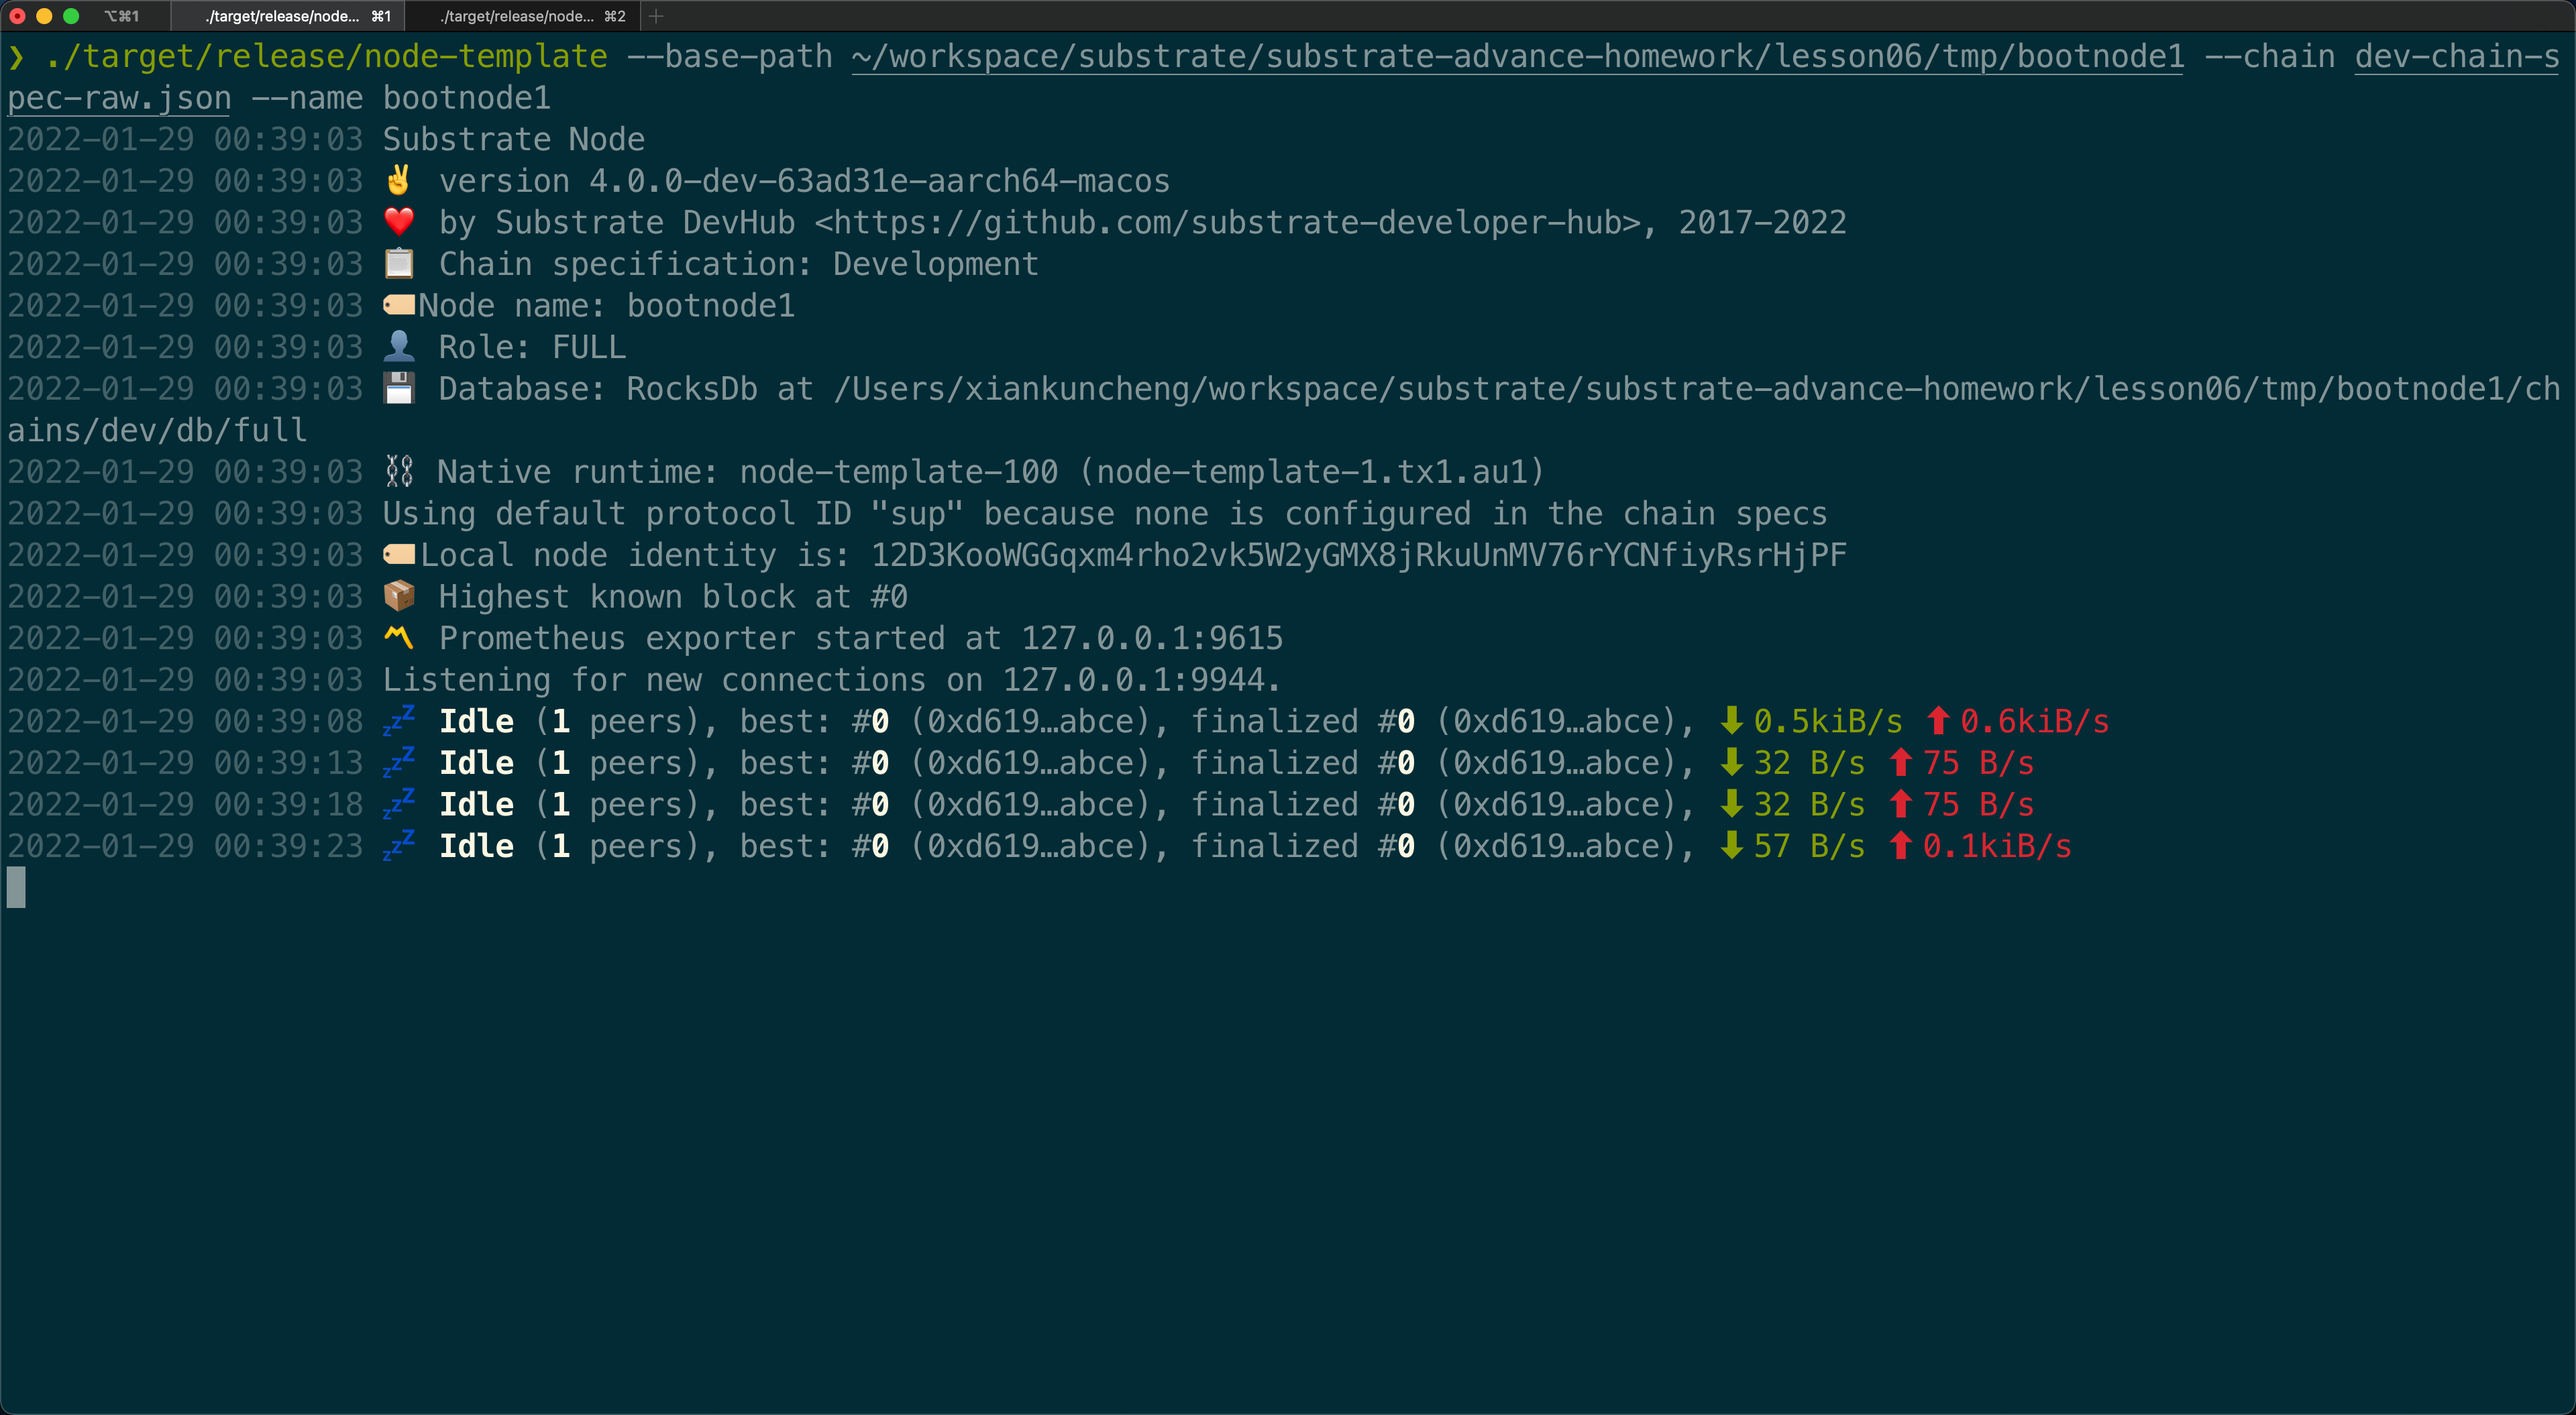 ⌥⌘1 ./target/release/node... ⌘1 ./target/release/node... ⌘2 +
❯ ./target/release/node-template --base-path ~/workspace/substrate/substrate-advance-homework/lesson06/tmp/bootnode1 --chain dev-chain-s
pec-raw.json --name bootnode1
2022-01-29 00:39:03 Substrate Node
2022-01-29 00:39:03 ✌️ version 4.0.0-dev-63ad31e-aarch64-macos
2022-01-29 00:39:03 ❤️ by Substrate DevHub <https://github.com/substrate-developer-hub>, 2017-2022
2022-01-29 00:39:03 📋 Chain specification: Development
2022-01-29 00:39:03 🏷 Node name: bootnode1
2022-01-29 00:39:03 👤 Role: FULL
2022-01-29 00:39:03 💾 Database: RocksDb at /Users/xiankuncheng/workspace/substrate/substrate-advance-homework/lesson06/tmp/bootnode1/ch
ains/dev/db/full
2022-01-29 00:39:03 ⛓ Native runtime: node-template-100 (node-template-1.tx1.au1)
2022-01-29 00:39:03 Using default protocol ID "sup" because none is configured in the chain specs
2022-01-29 00:39:03 🏷 Local node identity is: 12D3KooWGGqxm4rho2vk5W2yGMX8jRkuUnMV76rYCNfiyRsrHjPF
2022-01-29 00:39:03 📦 Highest known block at #0
2022-01-29 00:39:03 〽️ Prometheus exporter started at 127.0.0.1:9615
2022-01-29 00:39:03 Listening for new connections on 127.0.0.1:9944.
2022-01-29 00:39:08 💤 Idle (1 peers), best: #0 (0xd619…abce), finalized #0 (0xd619…abce), ⬇ 0.5kiB/s ⬆ 0.6kiB/s
2022-01-29 00:39:13 💤 Idle (1 peers), best: #0 (0xd619…abce), finalized #0 (0xd619…abce), ⬇ 32 B/s ⬆ 75 B/s
2022-01-29 00:39:18 💤 Idle (1 peers), best: #0 (0xd619…abce), finalized #0 (0xd619…abce), ⬇ 32 B/s ⬆ 75 B/s
2022-01-29 00:39:23 💤 Idle (1 peers), best: #0 (0xd619…abce), finalized #0 (0xd619…abce), ⬇ 57 B/s ⬆ 0.1kiB/s